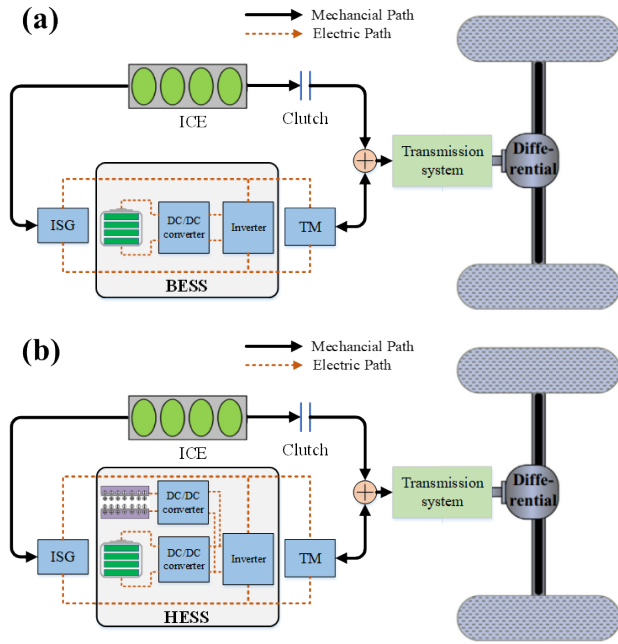 (a)
Mechancial Path
Electric Path
ICE
Clutch
Transmission
system
Diffe-
rential
ISG
DC/DC
converter
Inverter
TM
BESS
(b)
Mechancial Path
Electric Path
ICE
Clutch
DC/DC
converter
Transmission
system
Diffe-
rential
ISG
DC/DC
converter
Inverter
TM
HESS